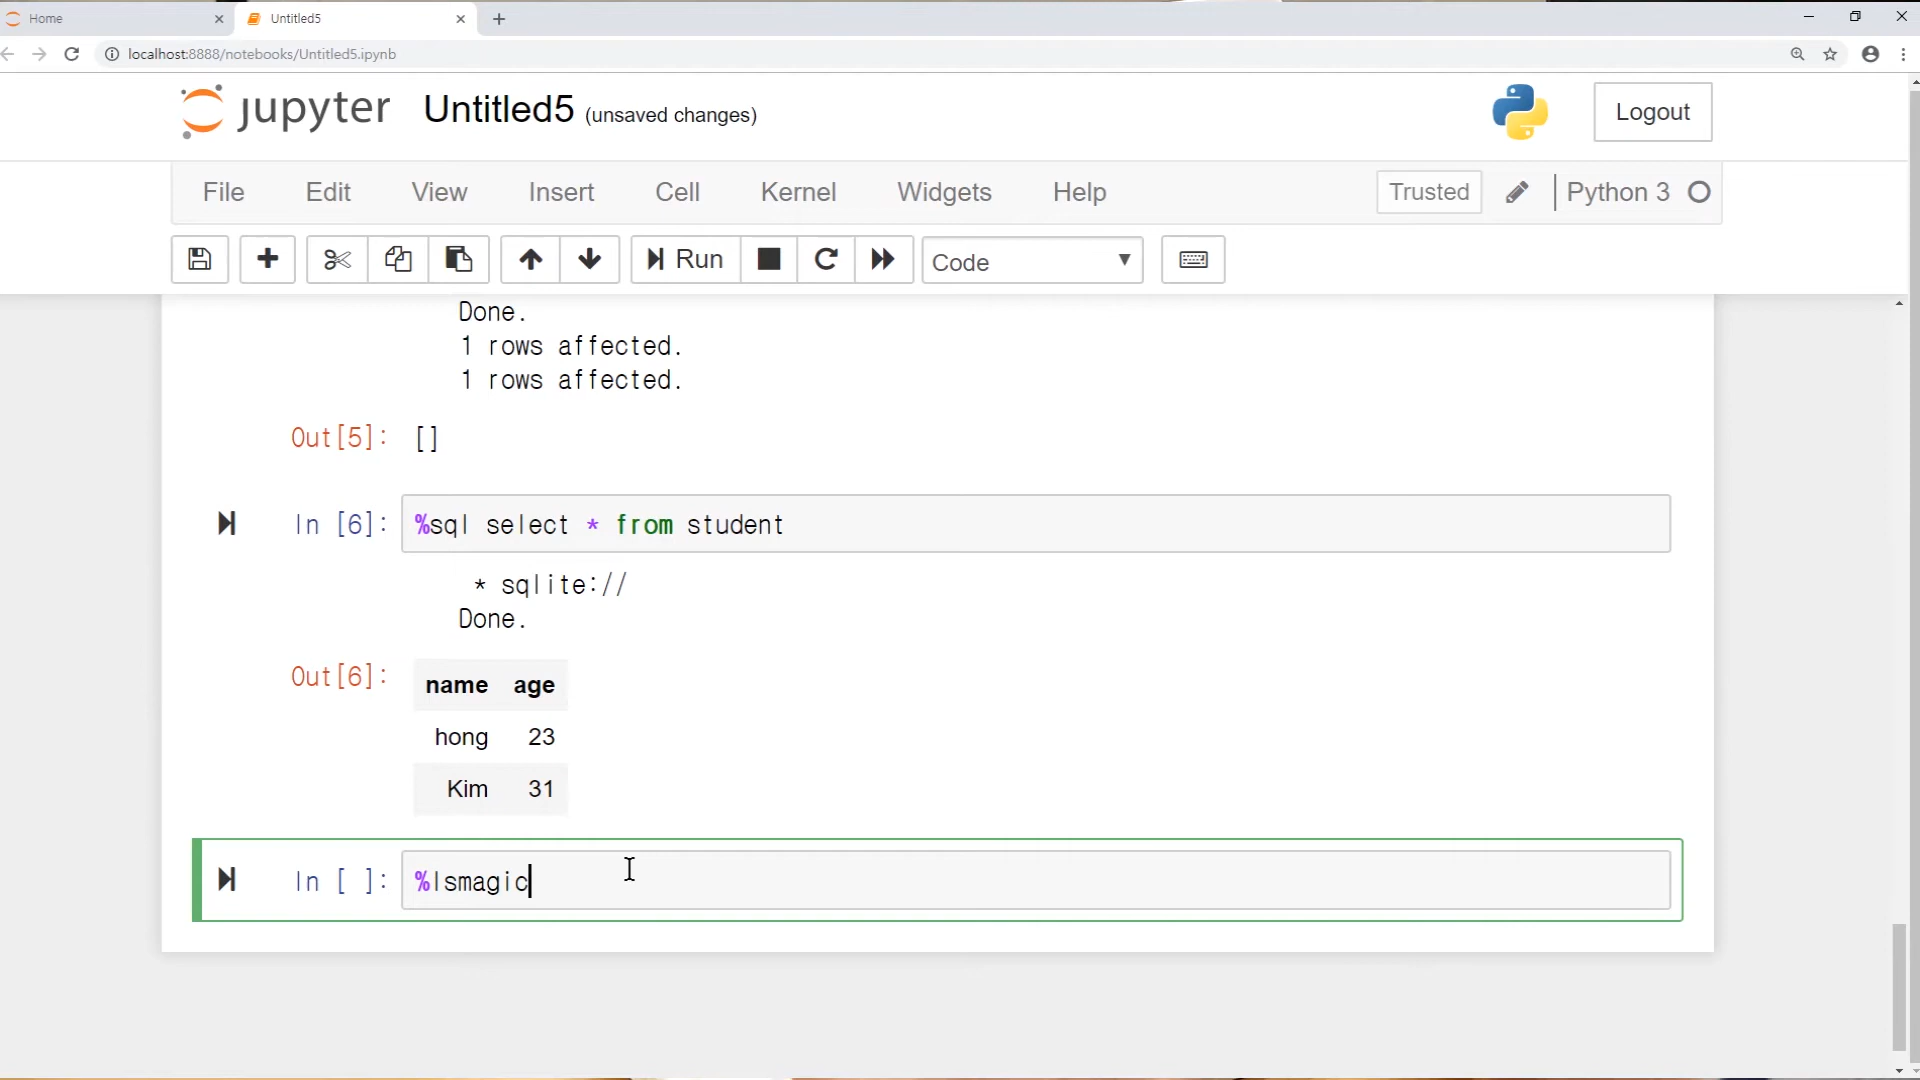 Home
Untitled5
localhost:8888/notebooks/Untitled5.ipynb
jupyter Untitled5 (unsaved changes)
Logout
File Edit View Insert Cell Kernel Widgets Help
Trusted
Python 3
Run
Code
Done.
1 rows affected.
1 rows affected.
Out[5]: []
In [6]: %sql select * from student
* sqlite://
Done.
Out[6]: name age
hong 23
Kim 31
In [ ]: %lsmagic